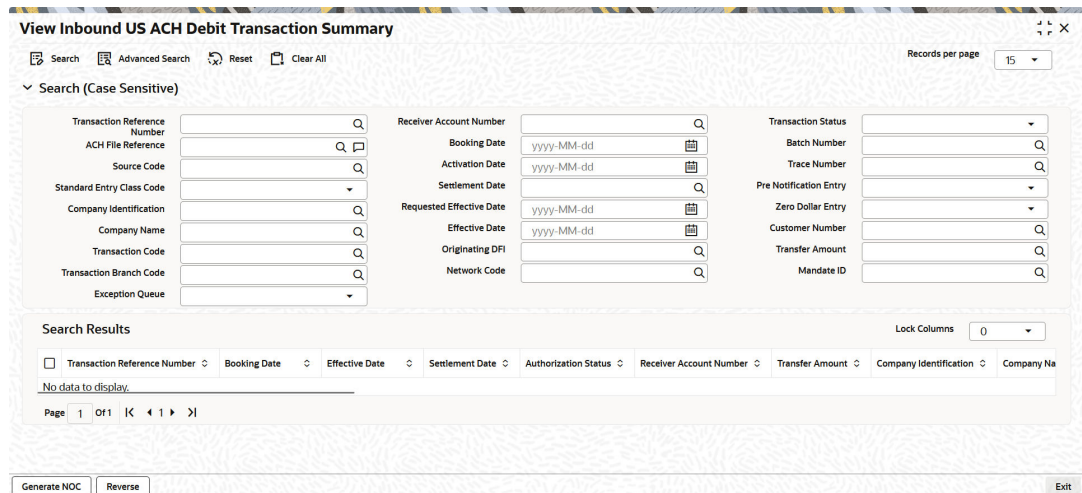 View Inbound US ACH Debit Transaction Summary
Search Advanced Search Reset Clear All
Records per page 15
Search (Case Sensitive)
Transaction Reference Number
ACH File Reference
Source Code
Standard Entry Class Code
Company Identification
Company Name
Transaction Code
Transaction Branch Code
Exception Queue
Receiver Account Number
Booking Date yyyy-MM-dd
Activation Date yyyy-MM-dd
Settlement Date
Requested Effective Date yyyy-MM-dd
Effective Date yyyy-MM-dd
Originating DFI
Network Code
Transaction Status
Batch Number
Trace Number
Pre Notification Entry
Zero Dollar Entry
Customer Number
Transfer Amount
Mandate ID
Search Results
Lock Columns 0
Transaction Reference Number Booking Date Effective Date Settlement Date Authorization Status Receiver Account Number Transfer Amount Company Identification Company Na
No data to display.
Page 1 Of 1 1
Generate NOC Reverse Exit